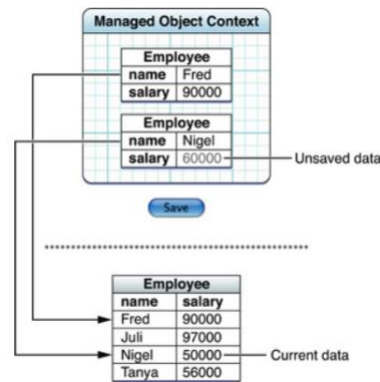 Managed Object Context
Employee
name Fred
salary 90000
Employee
name Nigel
salary 60000
Unsaved data
Save
Employee
name salary
Fred 90000
Juli 97000
Nigel 50000
Current data
Tanya 56000